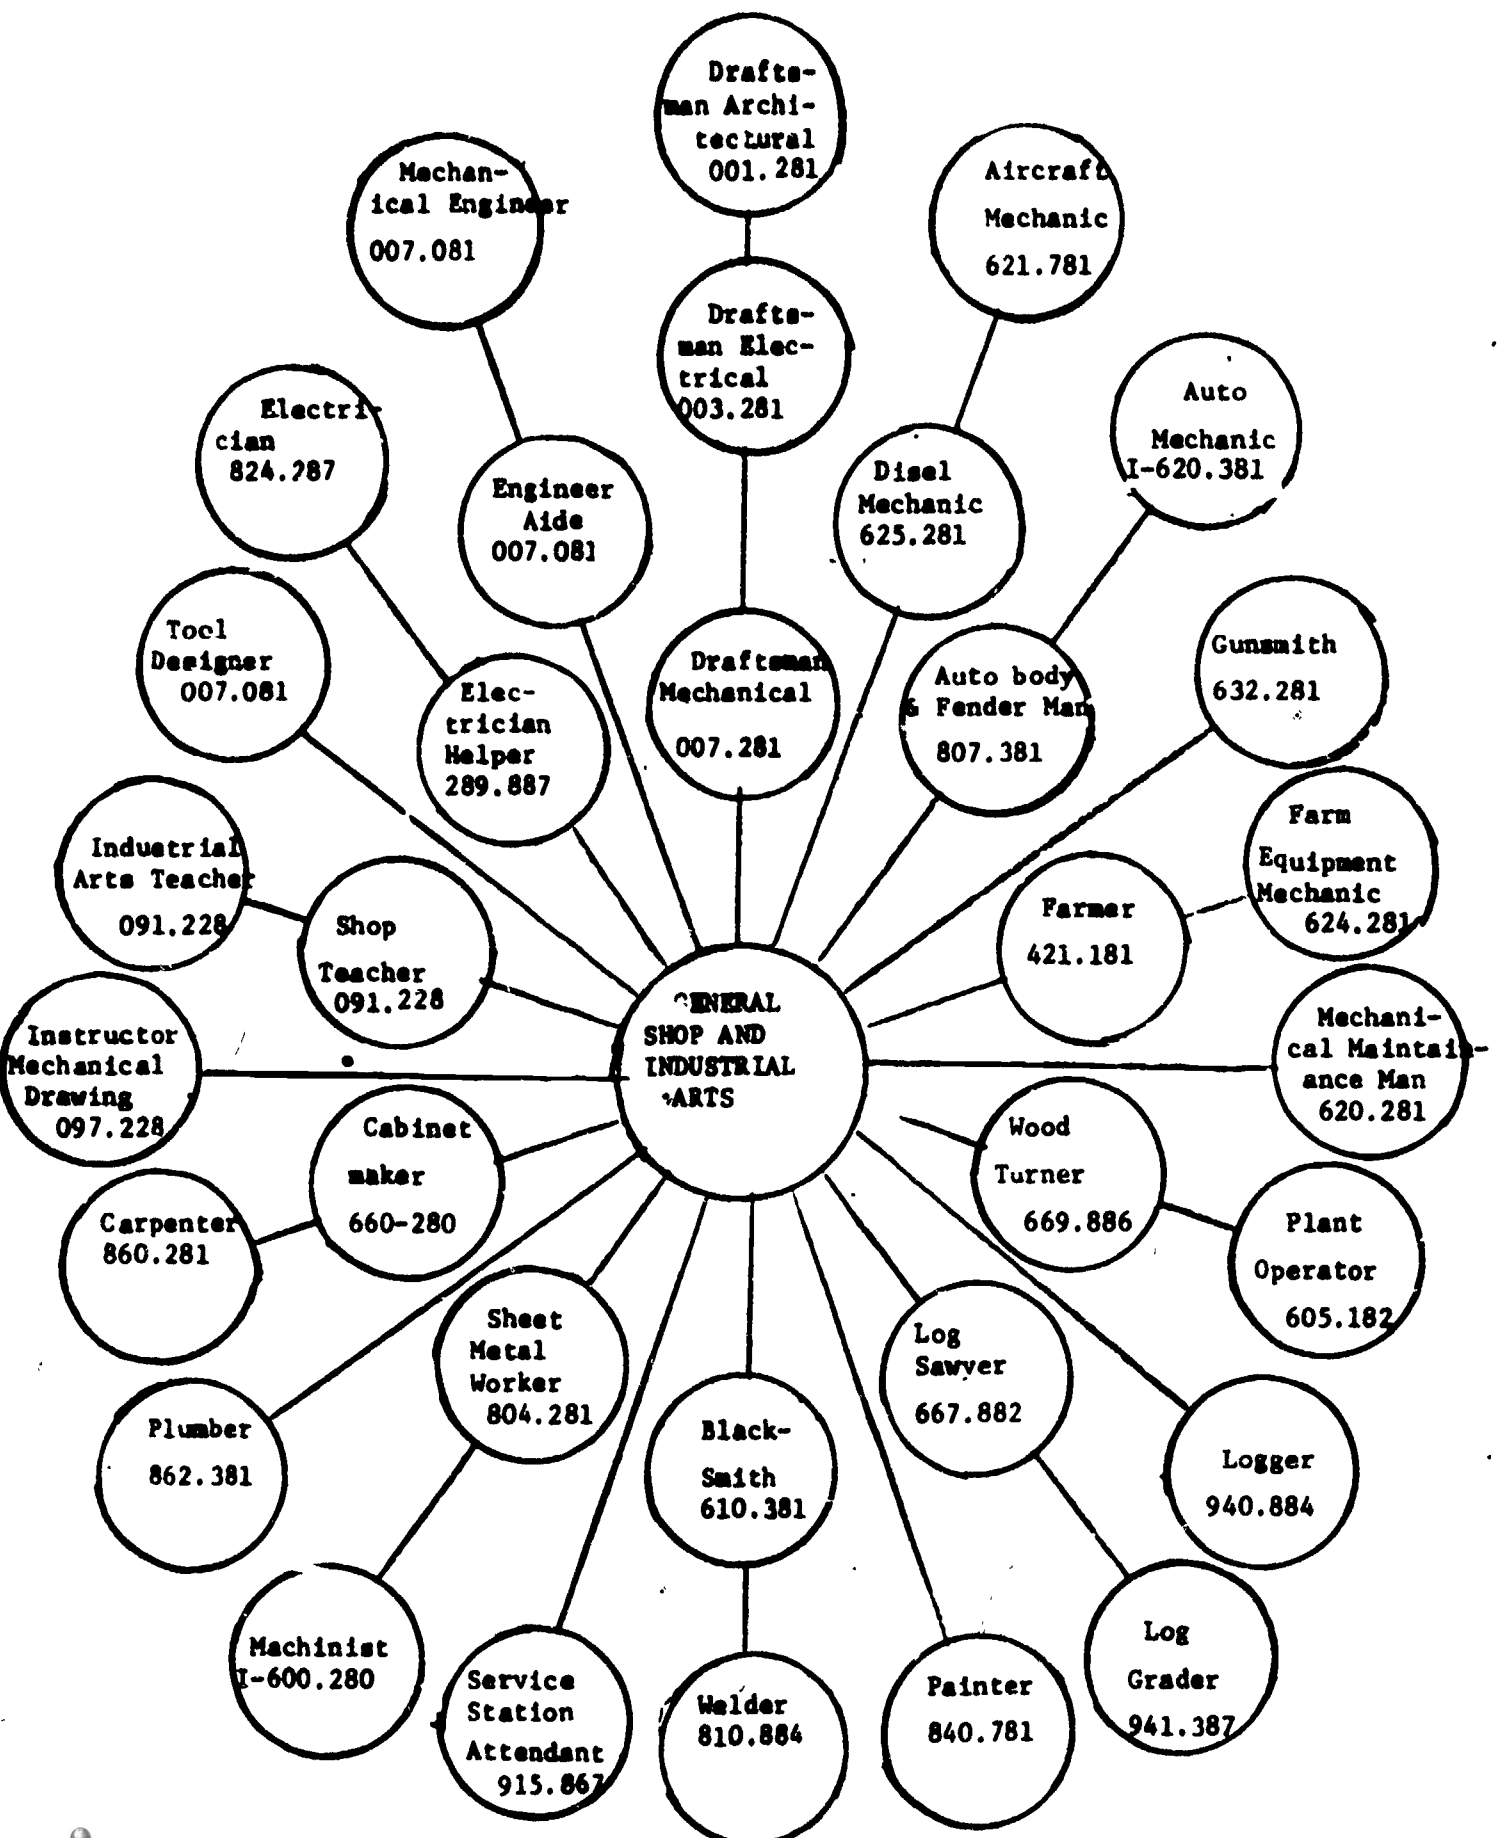 Drafts-
man Archi-
tectural
001.281
Mechan-
ical Engineer
007.081
Aircraft
Mechanic
621.781
Drafts-
man Elec-
trical
003.281
Auto
Mechanic
I-620.381
Electri-
cian
824.287
Engineer
Aide
007.081
Disel
Mechanic
625.281
Tool
Designer
007.081
Elec-
trician
Helper
289.887
Draftsman
Mechanical
007.281
Auto body
& Fender Man
807.381
Gunsmith
632.281
Industrial
Arts Teacher
091.228
Shop
Teacher
091.228
Farmer
421.181
Farm
Equipment
Mechanic
624.281
Instructor
Mechanical
Drawing
097.228
GENERAL
SHOP AND
INDUSTRIAL
ARTS
Mechani-
cal Maintain-
ance Man
620.281
Cabinet
maker
660-280
Wood
Turner
669.886
Carpenter
860.281
Plant
Operator
605.182
Sheet
Metal
Worker
804.281
Log
Sawyer
667.882
Plumber
862.381
Black-
Smith
610.381
Logger
940.884
Machinist
I-600.280
Service
Station
Attendant
915.867
Welder
810.884
Painter
840.781
Log
Grader
941.387